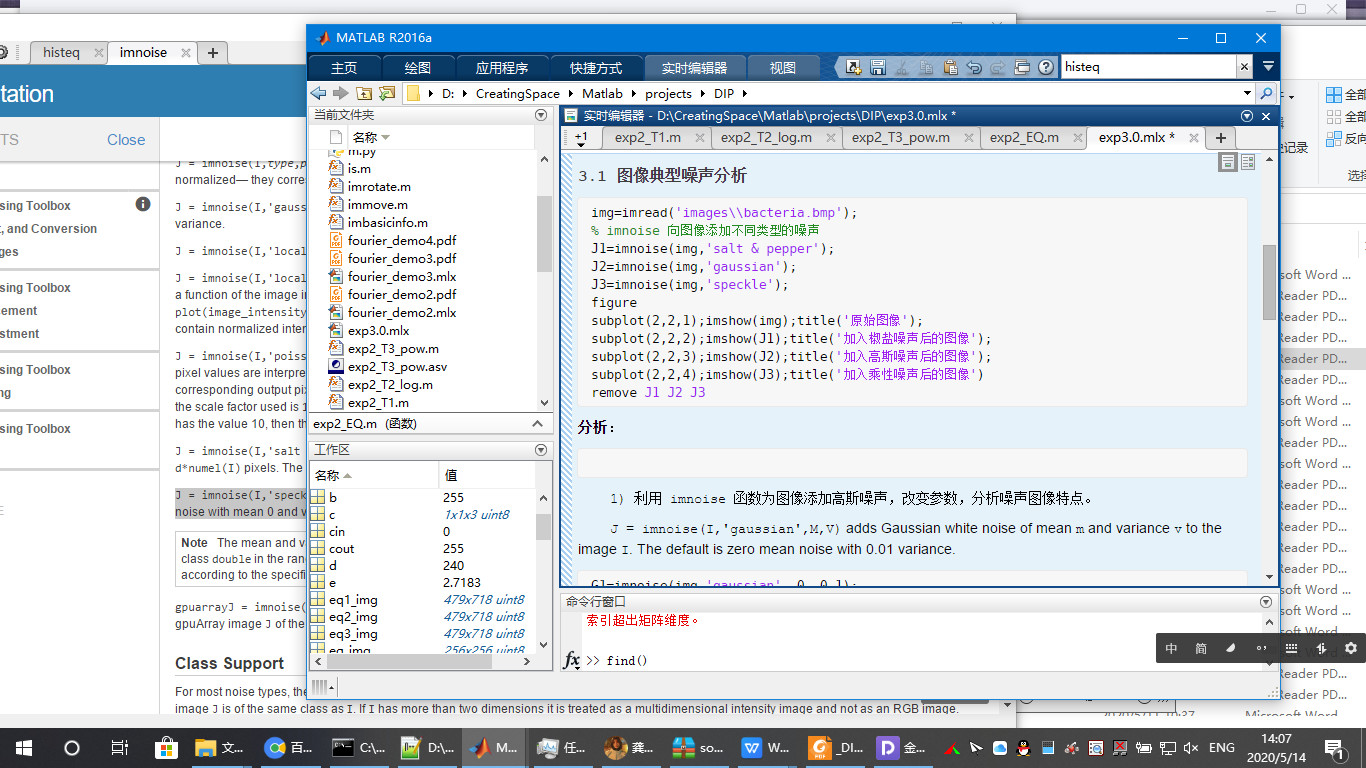 histeq
imnoise
tation
TS
Close
sing Toolbox
, and Conversion
ges
sing Toolbox
ement
stment
sing Toolbox
ng
sing Toolbox
J = imnoise(I,type,p
normalized— they corre
J = imnoise(I,'gaus
variance.
J = imnoise(I,'local
J = imnoise(I,'local
a function of the image in
plot(image_intensity
contain normalized inter
J = imnoise(I,'poiss
pixel values are interpre
corresponding output pix
the scale factor used is 1
has the value 10, then th
J = imnoise(I,'salt
d*numel(I) pixels. The
J = imnoise(I,'speck
noise with mean 0 and v
Note The mean and va
class double in the ran
according to the specifi
gpuarrayJ = imnoise(
gpuArray image J of the
Class Support
For most noise types, the
image J is of the same class as I. If I has more than two dimensions it is treated as a multidimensional intensity image and not as an RGB image.
MATLAB R2016a
主页
绘图
应用程序
快捷方式
实时编辑器
视图
histeq
D:
CreatingSpace
Matlab
projects
DIP
当前文件夹
名称
m.py
is.m
imrotate.m
immove.m
imbasicinfo.m
fourier_demo4.pdf
fourier_demo3.pdf
fourier_demo3.mlx
fourier_demo2.pdf
fourier_demo2.mlx
exp3.0.mlx
exp2_T3_pow.m
exp2_T3_pow.asv
exp2_T2_log.m
exp2_T1.m
exp2_EQ.m (函数)
工作区
名称 值
b 255
c 1x1x3 uint8
cin 0
cout 255
d 240
e 2.7183
eq1_img 479x718 uint8
eq2_img 479x718 uint8
eq3_img 479x718 uint8
eq_img 256x256 uint8
实时编辑器 - D:\CreatingSpace\Matlab\projects\DIP\exp3.0.mlx *
+1
exp2_T1.m
exp2_T2_log.m
exp2_T3_pow.m
exp2_EQ.m
exp3.0.mlx *
3.1 图像典型噪声分析
img=imread('images\\bacteria.bmp');
% imnoise 向图像添加不同类型的噪声
J1=imnoise(img,'salt & pepper');
J2=imnoise(img,'gaussian');
J3=imnoise(img,'speckle');
figure
subplot(2,2,1);imshow(img);title('原始图像');
subplot(2,2,2);imshow(J1);title('加入椒盐噪声后的图像');
subplot(2,2,3);imshow(J2);title('加入高斯噪声后的图像');
subplot(2,2,4);imshow(J3);title('加入乘性噪声后的图像')
remove J1 J2 J3
分析：
1) 利用 imnoise 函数为图像添加高斯噪声，改变参数，分析噪声图像特点。
J = imnoise(I,'gaussian',M,V) adds Gaussian white noise of mean m and variance v to the
image I. The default is zero mean noise with 0.01 variance.
G1=imnoise(img,'gaussian', 0, 0.1);
命令行窗口
索引超出矩阵维度。
fx >> find()
全部
全部
反向
记录
选择
soft Word ...
Reader PD...
Reader PD...
Reader PD...
Reader PD...
Reader PD...
soft Word ...
soft Word ...
Reader PD...
soft Word ...
Reader PD...
soft Word ...
Reader PD...
Reader PD...
Reader PD...
Reader PD...
soft Word ...
soft Word ...
Reader PD...
Reader PD...
soft Word ...
Microsoft Word ...
中 简
文...
百...
C:\...
D:\...
M...
任...
龚...
so...
W...
_DI...
金...
ENG
14:07
2020/5/14
1